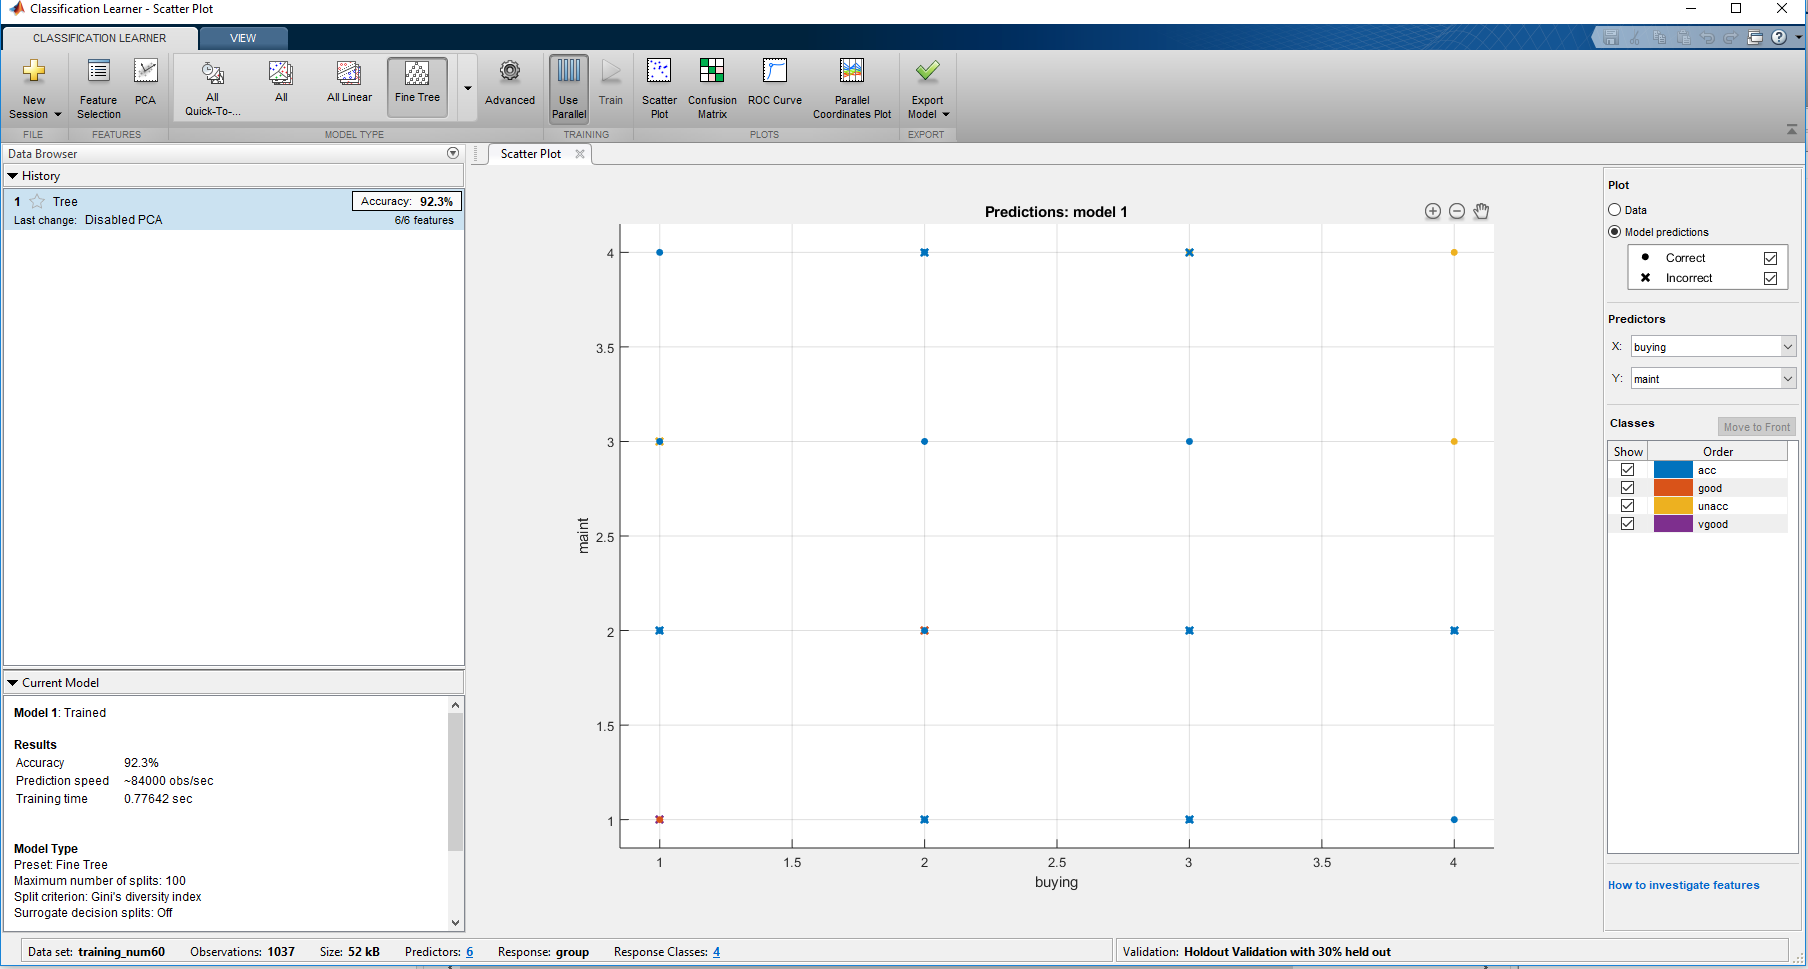 Classification Learner - Scatter Plot
CLASSIFICATION LEARNER VIEW
New Session
Feature Selection
PCA
All Quick-To-...
All
All Linear
Fine Tree
Advanced
Use Parallel
Train
Scatter Plot
Confusion Matrix
ROC Curve
Parallel Coordinates Plot
Export Model
FILE FEATURES MODEL TYPE TRAINING PLOTS EXPORT
Data Browser
History
1 Tree Accuracy: 92.3%
Last change: Disabled PCA 6/6 features
Current Model
Model 1: Trained
Results
Accuracy 92.3%
Prediction speed ~84000 obs/sec
Training time 0.77642 sec
Model Type
Preset: Fine Tree
Maximum number of splits: 100
Split criterion: Gini's diversity index
Surrogate decision splits: Off
Scatter Plot
Predictions: model 1
4
3.5
3
2.5
2
1.5
1
maint
1 1.5 2 2.5 3 3.5 4
buying
Plot
Data
Model predictions
Correct
Incorrect
Predictors
X: buying
Y: maint
Classes Move to Front
Show Order
acc
good
unacc
vgood
How to investigate features
Data set: training_num60 Observations: 1037 Size: 52 kB Predictors: 6 Response: group Response Classes: 4 Validation: Holdout Validation with 30% held out